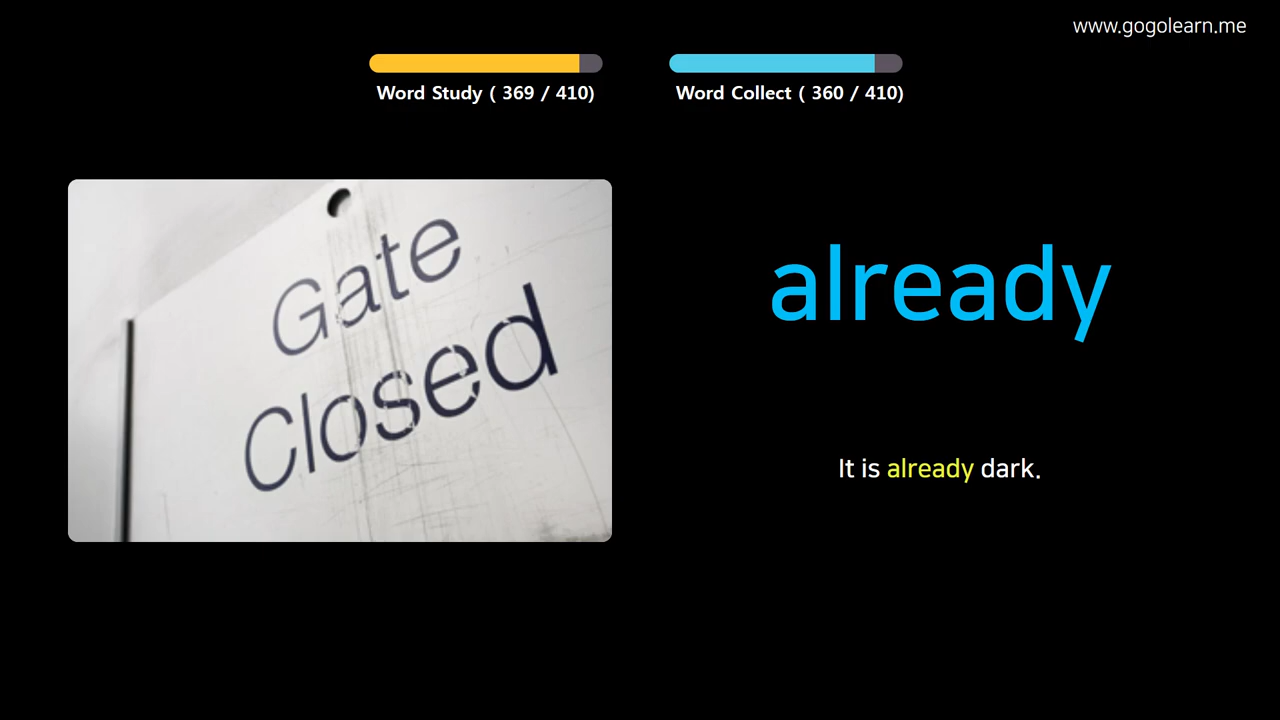 www.gogolearn.me
Word Study ( 369 / 410)
Word Collect ( 360 / 410)
Gate
Closed
already
It is already dark.